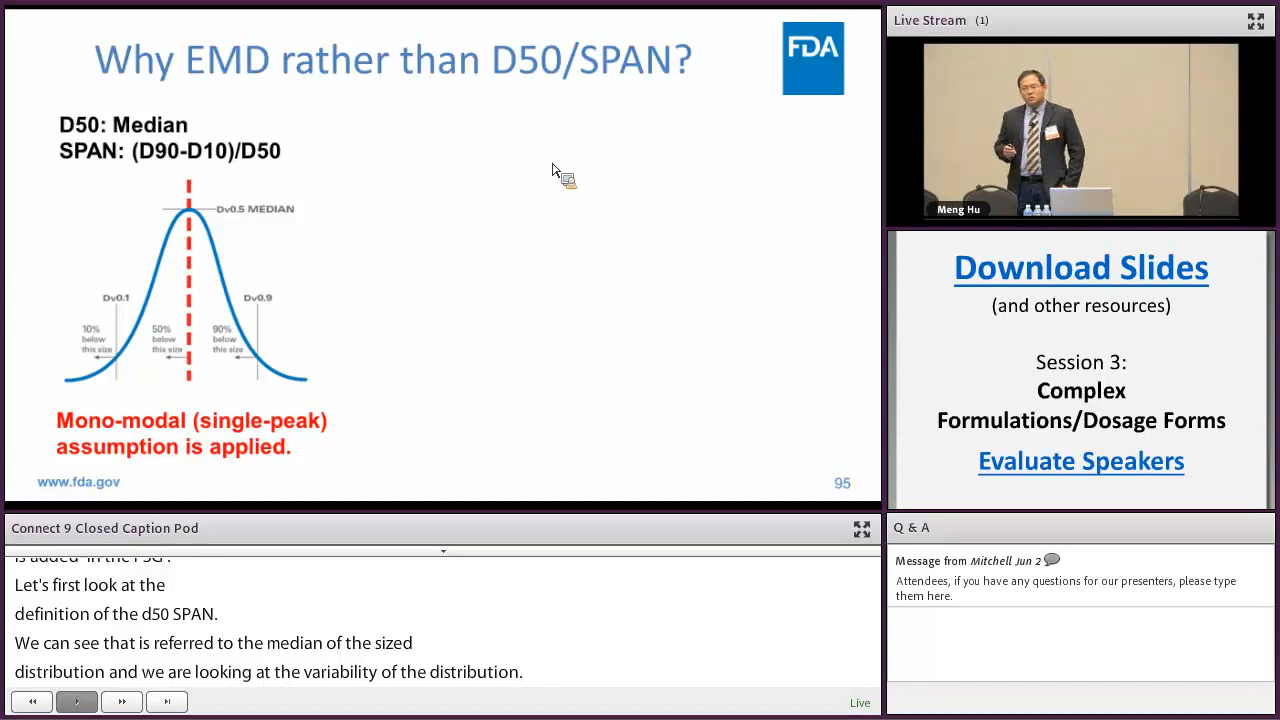 Why EMD rather than D50/SPAN?
FDA
D50: Median
SPAN: (D90-D10)/D50
Dv0.5 MEDIAN
Dv0.1
Dv0.9
10%
below
this size
50%
below
this size
90%
below
this size
Mono-modal (single-peak)
assumption is applied.
www.fda.gov
95
Connect 9 Closed Caption Pod
is added in the PSG .
Let's first look at the
definition of the d50 SPAN.
We can see that is referred to the median of the sized
distribution and we are looking at the variability of the distribution.
Live
Live Stream (1)
Meng Hu
Download Slides
(and other resources)
Session 3:
Complex
Formulations/Dosage Forms
Evaluate Speakers
Q & A
Message from Mitchell Jun 2
Attendees, if you have any questions for our presenters, please type
them here.